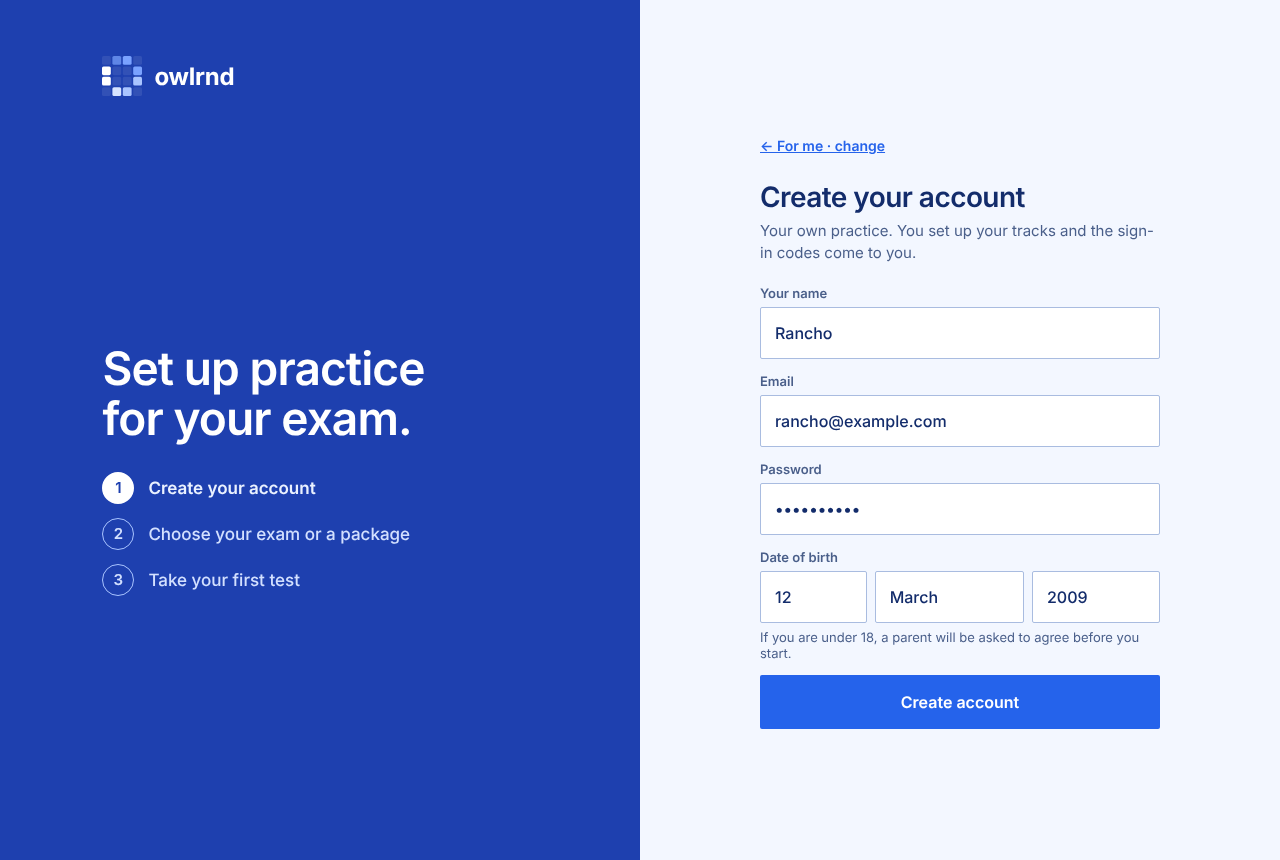 owlrnd
Set up practice
for your exam.
1 Create your account
2 Choose your exam or a package
3 Take your first test
← For me · change
Create your account
Your own practice. You set up your tracks and the sign-
in codes come to you.
Your name
Rancho
Email
rancho@example.com
Password
••••••••••
Date of birth
12 March 2009
If you are under 18, a parent will be asked to agree before you
start.
Create account